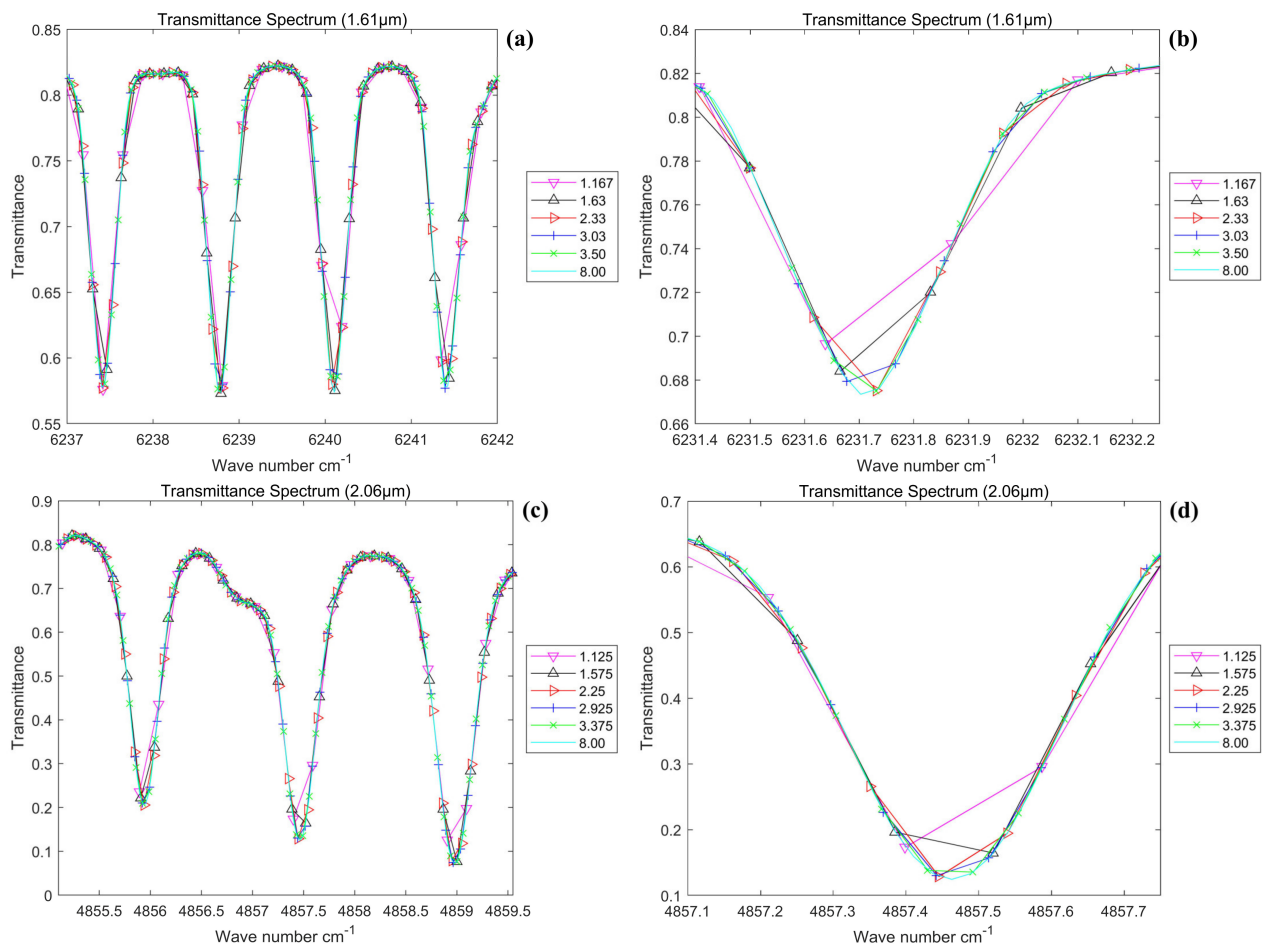 Transmittance Spectrum (1.61μm)
(a)
0.85
0.8
0.75
0.7
0.65
0.6
0.55
Transmittance
6237 6238 6239 6240 6241 6242
Wave number cm-1
1.167
1.63
2.33
3.03
3.50
8.00
Transmittance Spectrum (1.61μm)
(b)
0.84
0.82
0.8
0.78
0.76
0.74
0.72
0.7
0.68
0.66
Transmittance
6231.4 6231.5 6231.6 6231.7 6231.8 6231.9 6232 6232.1 6232.2
Wave number cm-1
1.167
1.63
2.33
3.03
3.50
8.00
Transmittance Spectrum (2.06μm)
(c)
0.9
0.8
0.7
0.6
0.5
0.4
0.3
0.2
0.1
0
Transmittance
4855.5 4856 4856.5 4857 4857.5 4858 4858.5 4859 4859.5
Wave number cm-1
1.125
1.575
2.25
2.925
3.375
8.00
Transmittance Spectrum (2.06μm)
(d)
0.7
0.6
0.5
0.4
0.3
0.2
0.1
Transmittance
4857.1 4857.2 4857.3 4857.4 4857.5 4857.6 4857.7
Wave number cm-1
1.125
1.575
2.25
2.925
3.375
8.00